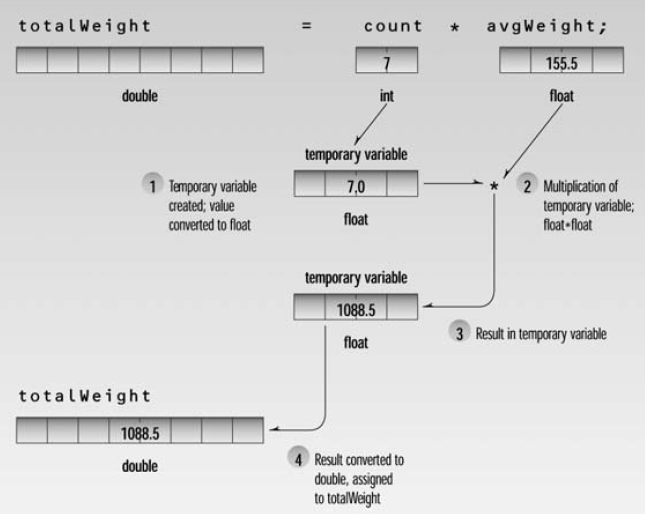 totalWeight = count * avgWeight;
7 155.5
double int float
temporary variable
1 Temporary variable
created; value
converted to float
7.0
float
*
2 Multiplication of
temporary variable;
float*float
temporary variable
1088.5
float
3 Result in temporary variable
totalWeight
1088.5
double
4 Result converted to
double, assigned
to totalWeight